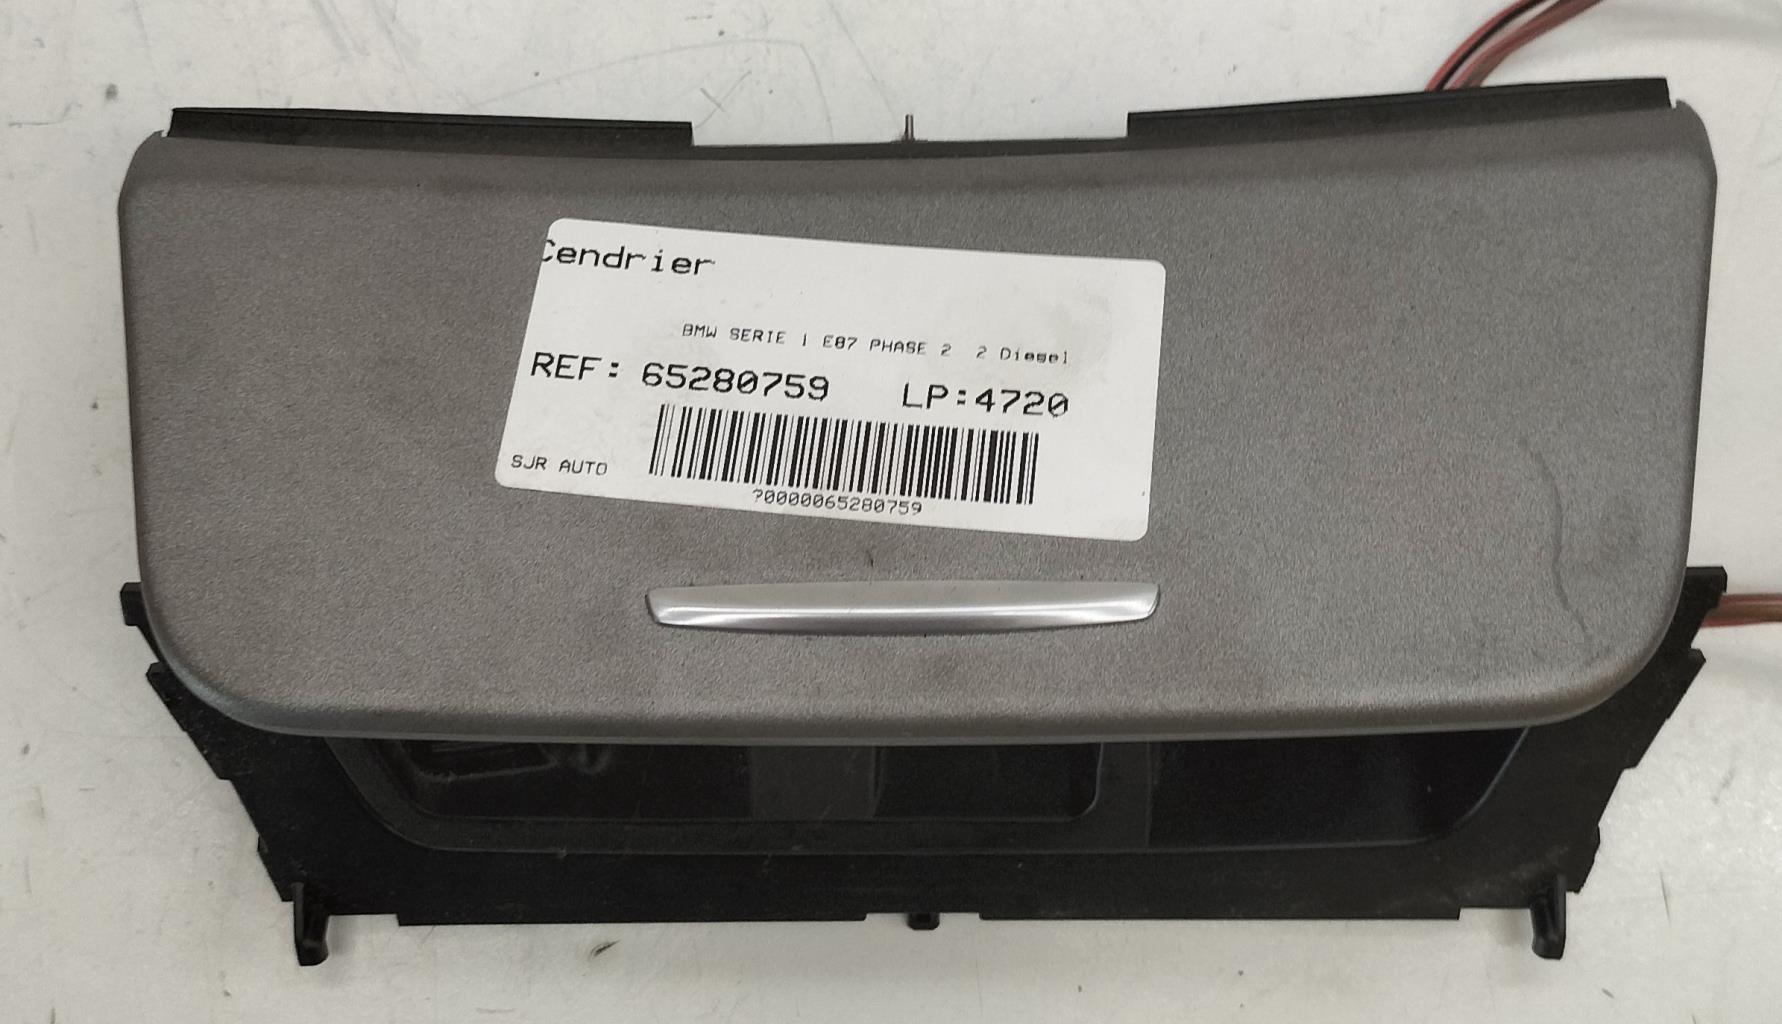 Cendrier
BMW SERIE 1 E87 PHASE 2 2 Diesel
REF: 65280759 LP:4720
SJR AUTO
?0000065280759